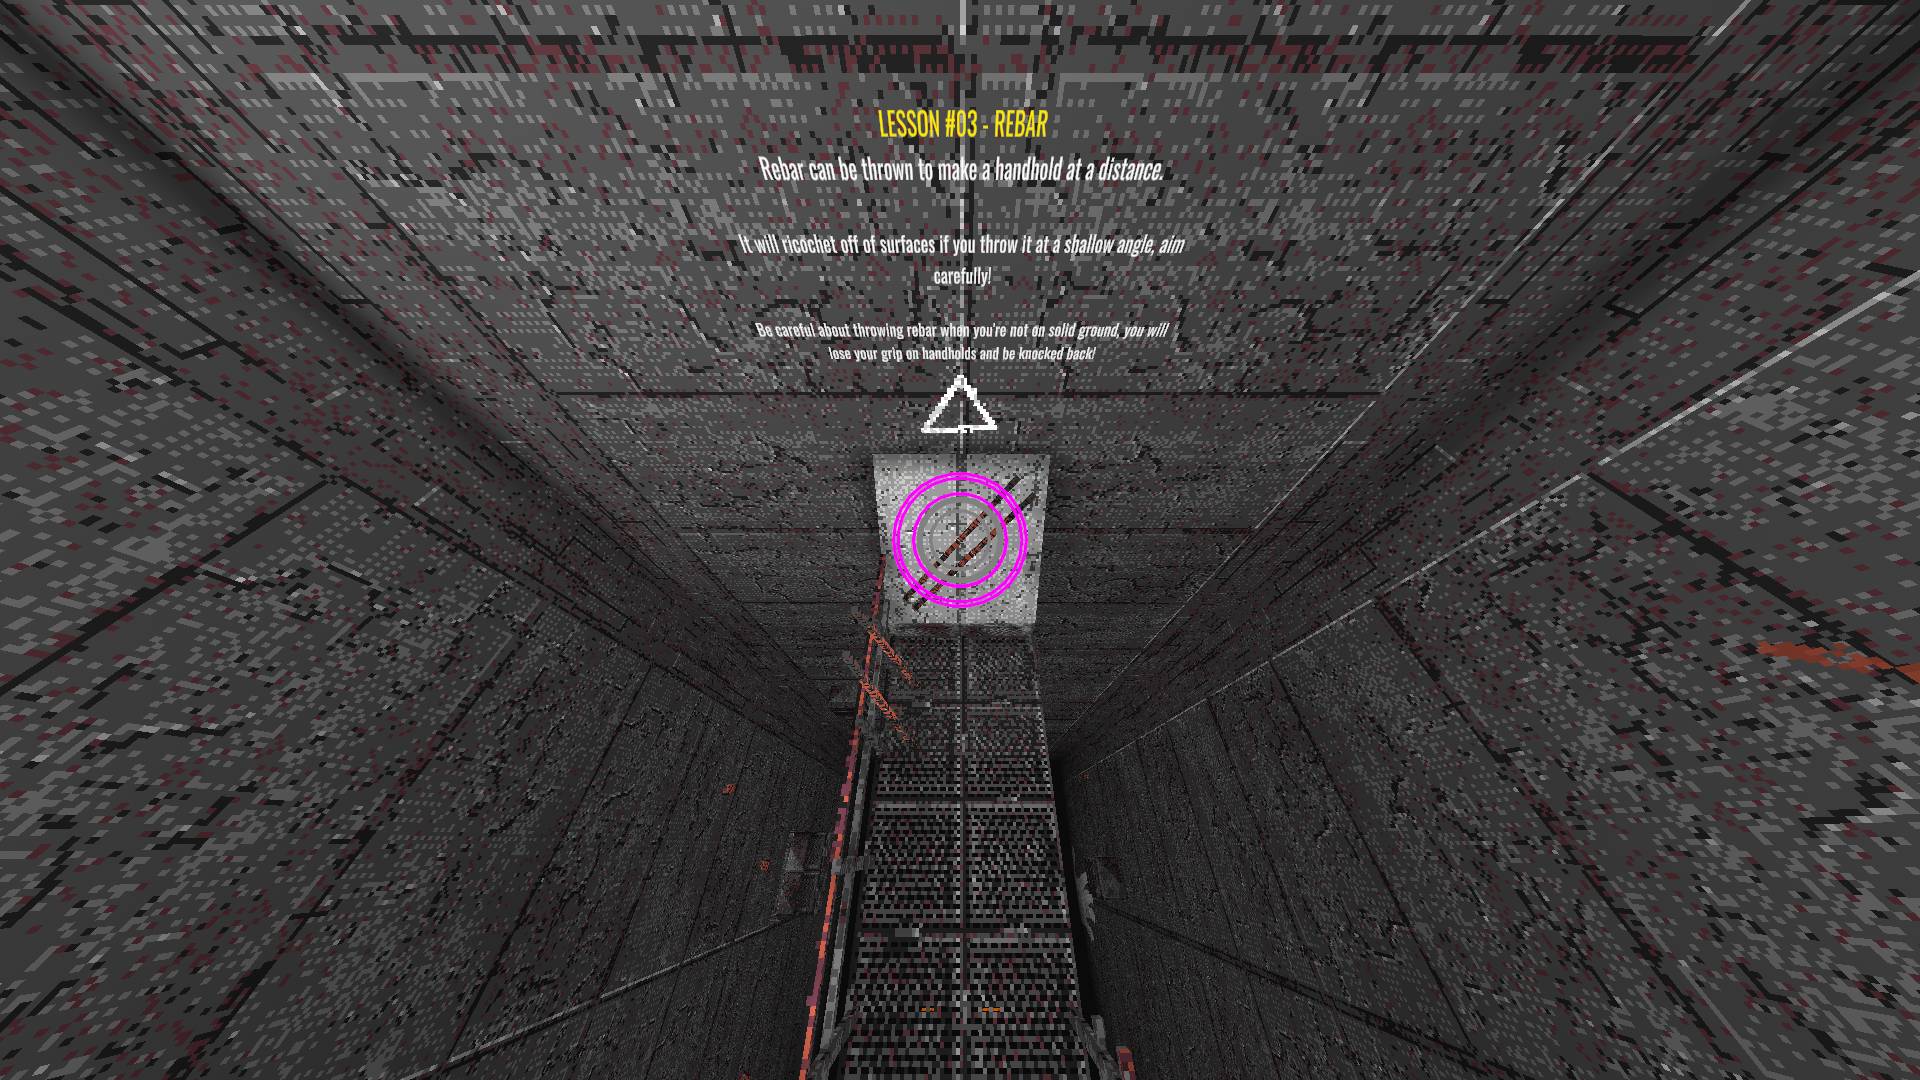 LESSON #03 - REBAR
Rebar can be thrown to make a handhold at a distance.
It will ricochet off of surfaces if you throw it at a shallow angle, aim
carefully!
Be careful about throwing rebar when you're not on solid ground, you will
lose your grip on handholds and be knocked back!